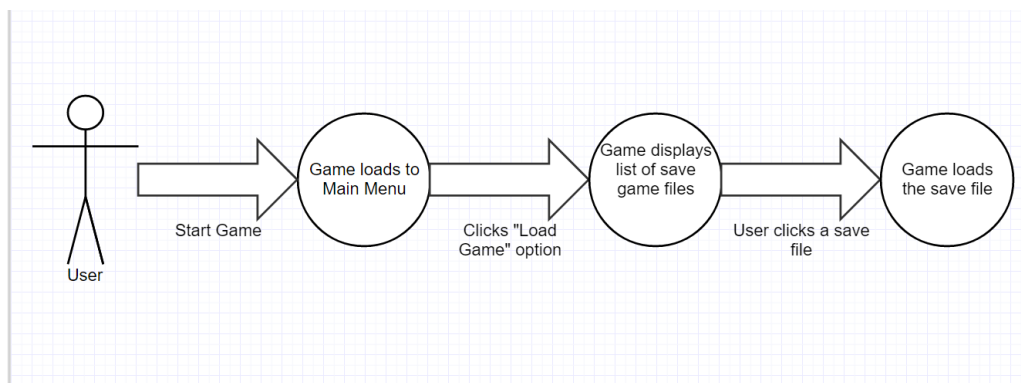 User
Start Game
Game loads to
Main Menu
Clicks "Load
Game" option
Game displays
list of save
game files
User clicks a save
file
Game loads
the save file